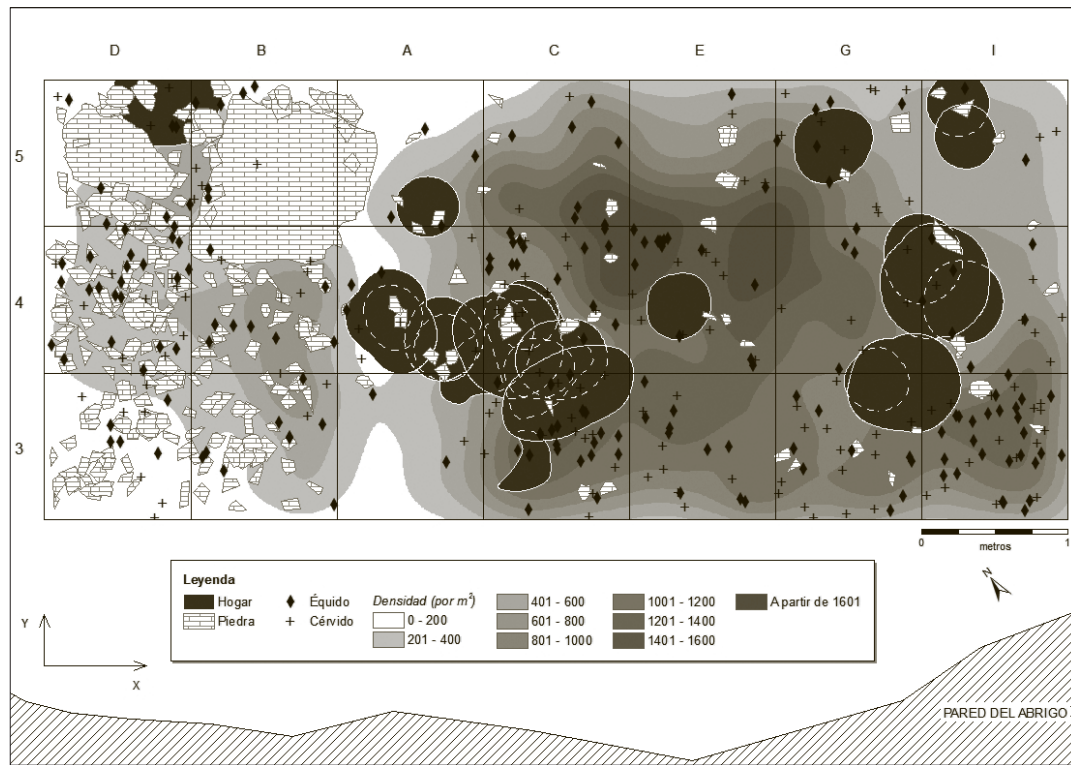 D B A C E G I
5
4
3
0 1
metros
N
Leyenda
Hogar
Piedra
Équido
Cérvido
Densidad (por m²)
0 - 200
201 - 400
401 - 600
601 - 800
801 - 1000
1001 - 1200
1201 - 1400
1401 - 1600
A partir de 1601
Y
X
PARED DEL ABRIGO